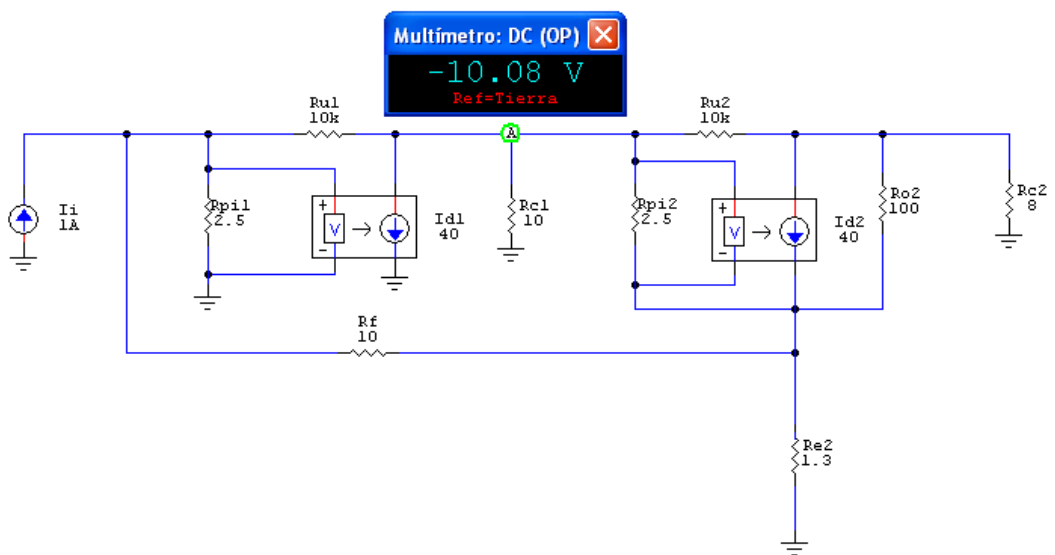 Multímetro: DC (OP)
-10.08 V
Ref=Tierra
Ru1
10k
A
Ru2
10k
Ii
1A
Rpi1
2.5
+
V
-
Id1
40
Rc1
10
Rpi2
2.5
+
V
-
Id2
40
Ro2
100
Rc2
8
Rf
10
Re2
1.3